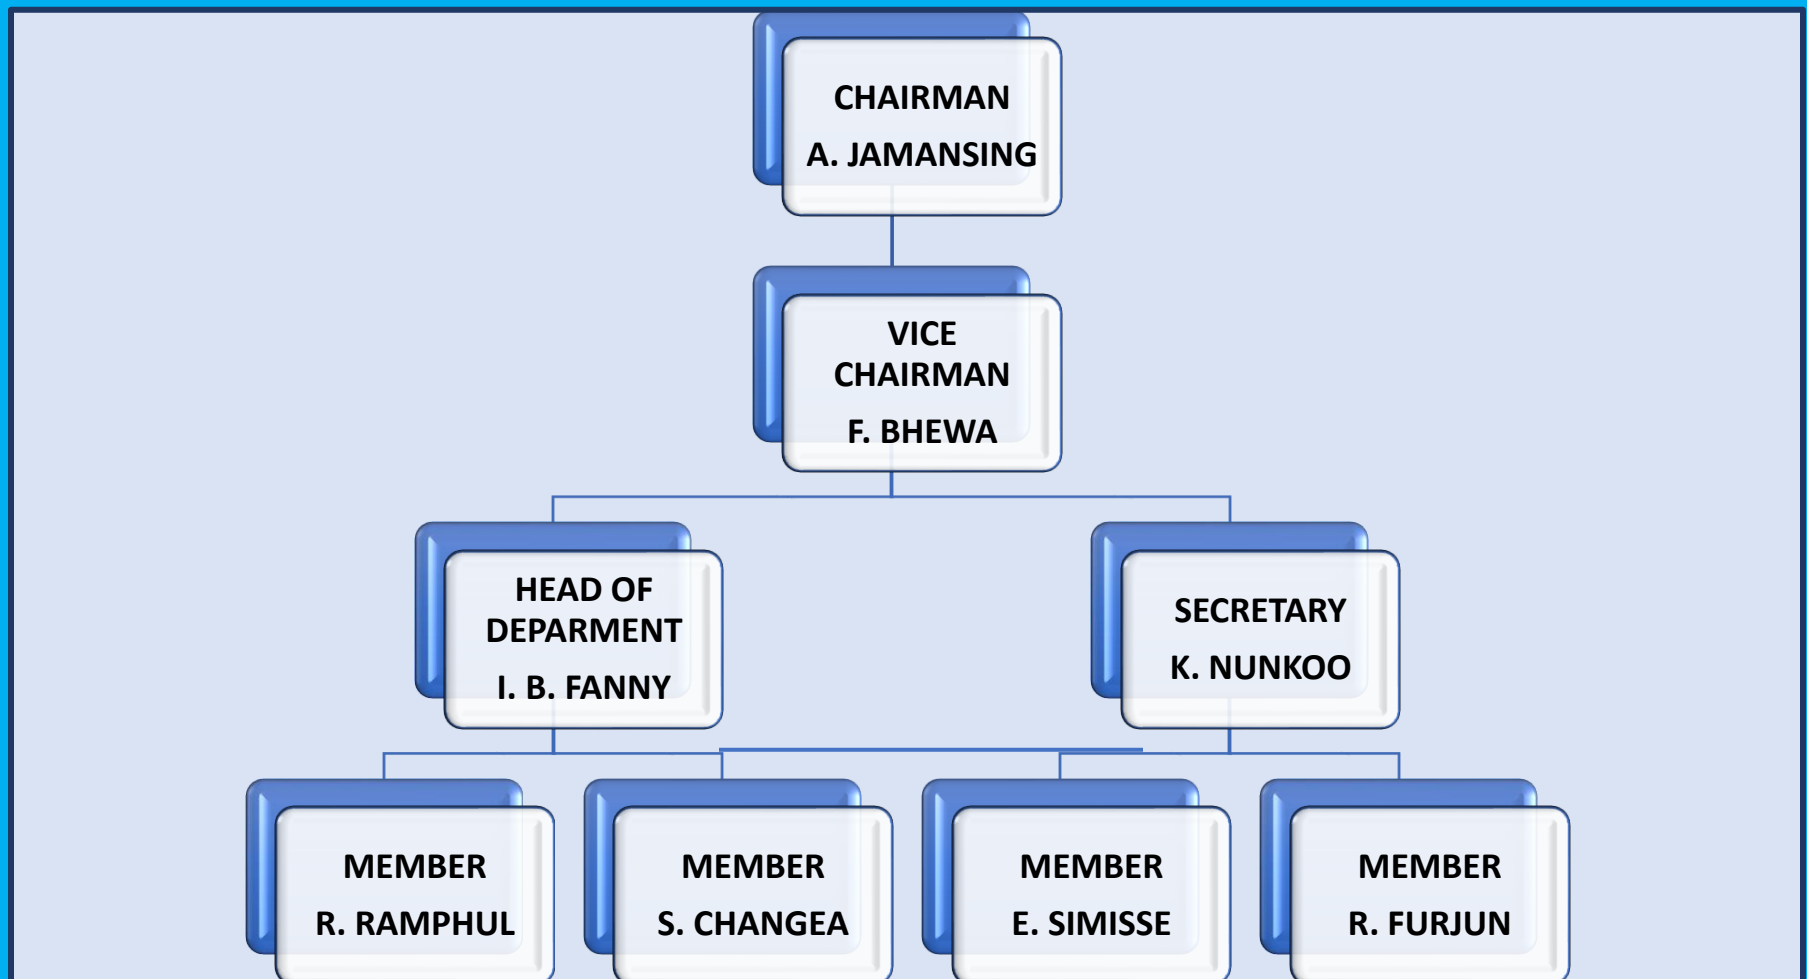 CHAIRMAN
A. JAMANSING
VICE
CHAIRMAN
F. BHEWA
HEAD OF
DEPARMENT
I. B. FANNY
SECRETARY
K. NUNKOO
MEMBER
R. RAMPHUL
MEMBER
S. CHANGEA
MEMBER
E. SIMISSE
MEMBER
R. FURJUN